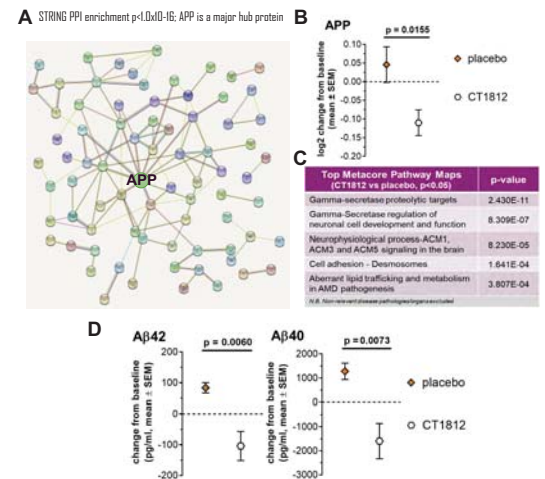 A STRING PPI enrichment p<1.0x10-16; APP is a major hub protein
APP
B
APP
p = 0.0155
log2 change from baseline
(mean ± SEM)
0.10
0.05
0.00
-0.05
-0.10
-0.15
-0.20
placebo
CT1812
C
Top Metacore Pathway Maps
(CT1812 vs placebo, p<0.05)
p-value
Gamma-secretase proteolytic targets
2.430E-11
Gamma-Secretase regulation of
neuronal cell development and function
8.309E-07
Neurophysiological process-ACM1,
ACM3 and ACM5 signaling in the brain
8.230E-05
Cell adhesion - Desmosomes
1.641E-04
Aberrant lipid trafficking and metabolism
in AMD pathogenesis
3.807E-04
N.B. Non-relevant disease pathologies/organs excluded
D
Aβ42
p = 0.0060
change from baseline
(pg/ml, mean ± SEM)
200
100
0
-100
-200
Aβ40
p = 0.0073
change from baseline
(pg/ml, mean ± SEM)
2000
1000
0
-1000
-2000
-3000
placebo
CT1812